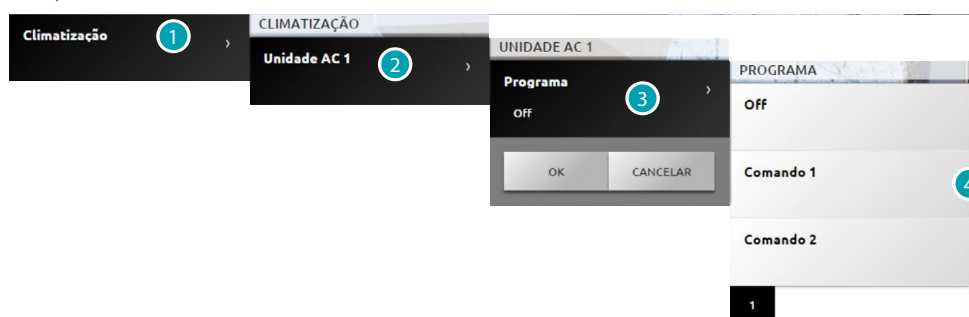 Climatização
1
CLIMATIZAÇÃO
Unidade AC 1
2
UNIDADE AC 1
Programa
Off
3
OK
CANCELAR
PROGRAMA
Off
Comando 1
4
Comando 2
1